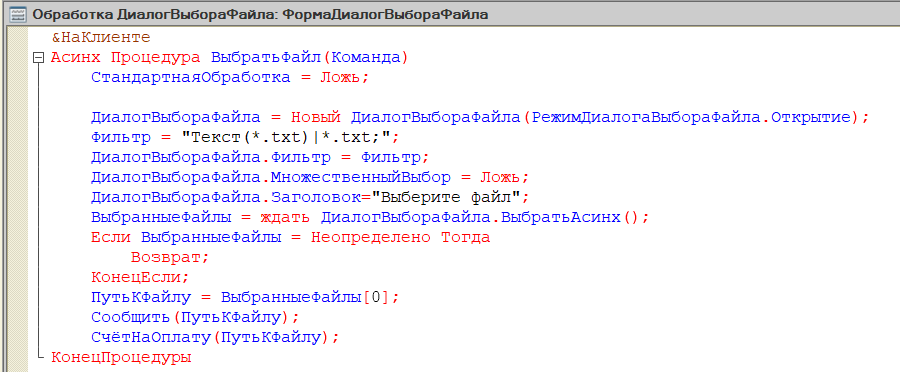 Обработка ДиалогВыбораФайла: ФормаДиалогВыбораФайла
&НаКлиенте
Асинх Процедура ВыбратьФайл(Команда)
СтандартнаяОбработка = Ложь;
ДиалогВыбораФайла = Новый ДиалогВыбораФайла(РежимДиалогаВыбораФайла.Открытие);
Фильтр = "Текст(*.txt)|*.txt;";
ДиалогВыбораФайла.Фильтр = Фильтр;
ДиалогВыбораФайла.МножественныйВыбор = Ложь;
ДиалогВыбораФайла.Заголовок="Выберите файл";
ВыбранныеФайлы = ждать ДиалогВыбораФайла.ВыбратьАсинх();
Если ВыбранныеФайлы = Неопределено Тогда
Возврат;
КонецЕсли;
ПутьКФайлу = ВыбранныеФайлы[0];
Сообщить(ПутьКФайлу);
СчётНаОплату(ПутьКФайлу);
КонецПроцедуры